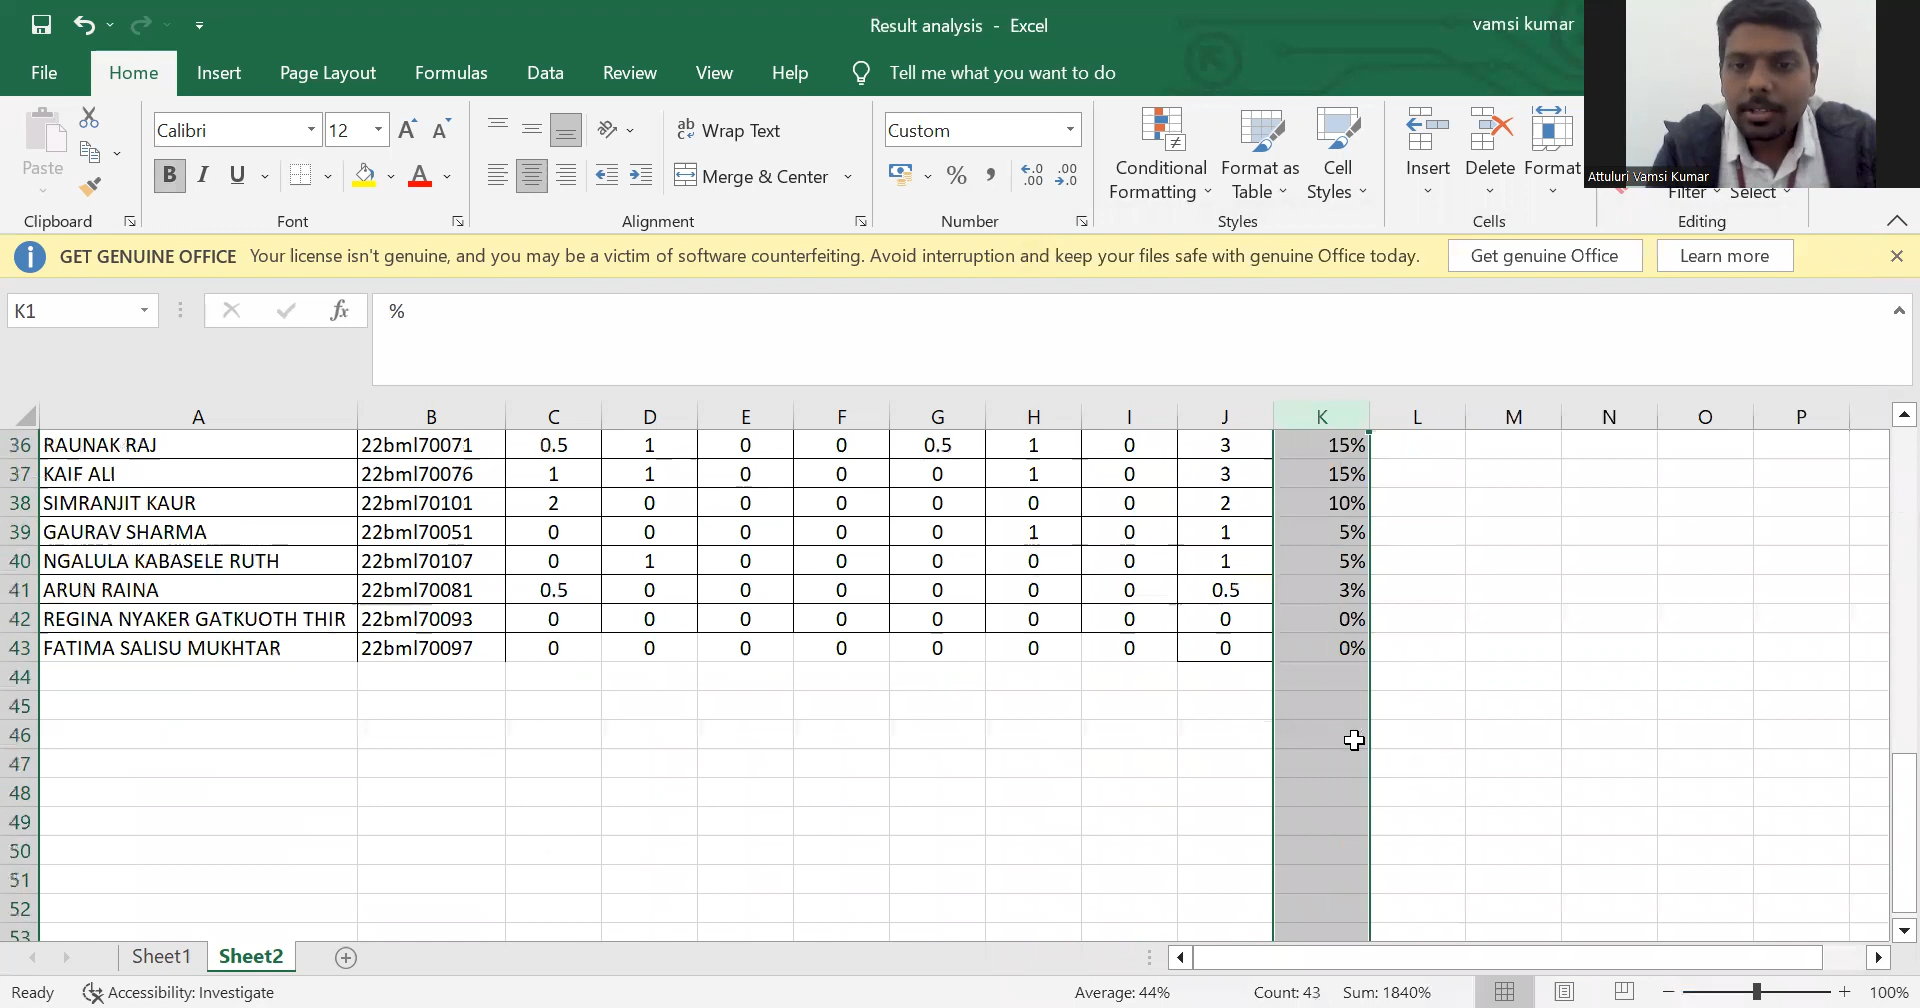 Result analysis - Excel
vamsi kumar
File Home Insert Page Layout Formulas Data Review View Help Tell me what you want to do
Paste
Clipboard
Calibri 12
B I U A
Font
ab Wrap Text
Merge & Center
Alignment
Custom
% , .00 .00
Number
Conditional Formatting
Format as Table
Cell Styles
Styles
Insert Delete Format
Cells
Filter Select
Editing
Attuluri Vamsi Kumar
GET GENUINE OFFICE Your license isn't genuine, and you may be a victim of software counterfeiting. Avoid interruption and keep your files safe with genuine Office today. Get genuine Office Learn more
K1 fx %
A B C D E F G H I J K L M N O P
36 RAUNAK RAJ 22bml70071 0.5 1 0 0 0.5 1 0 3 15%
37 KAIF ALI 22bml70076 1 1 0 0 0 1 0 3 15%
38 SIMRANJIT KAUR 22bml70101 2 0 0 0 0 0 0 2 10%
39 GAURAV SHARMA 22bml70051 0 0 0 0 0 1 0 1 5%
40 NGALULA KABASELE RUTH 22bml70107 0 1 0 0 0 0 0 1 5%
41 ARUN RAINA 22bml70081 0.5 0 0 0 0 0 0 0.5 3%
42 REGINA NYAKER GATKUOTH THIR 22bml70093 0 0 0 0 0 0 0 0 0%
43 FATIMA SALISU MUKHTAR 22bml70097 0 0 0 0 0 0 0 0 0%
44
45
46
47
48
49
50
51
52
53
Sheet1 Sheet2
Ready Accessibility: Investigate Average: 44% Count: 43 Sum: 1840% 100%